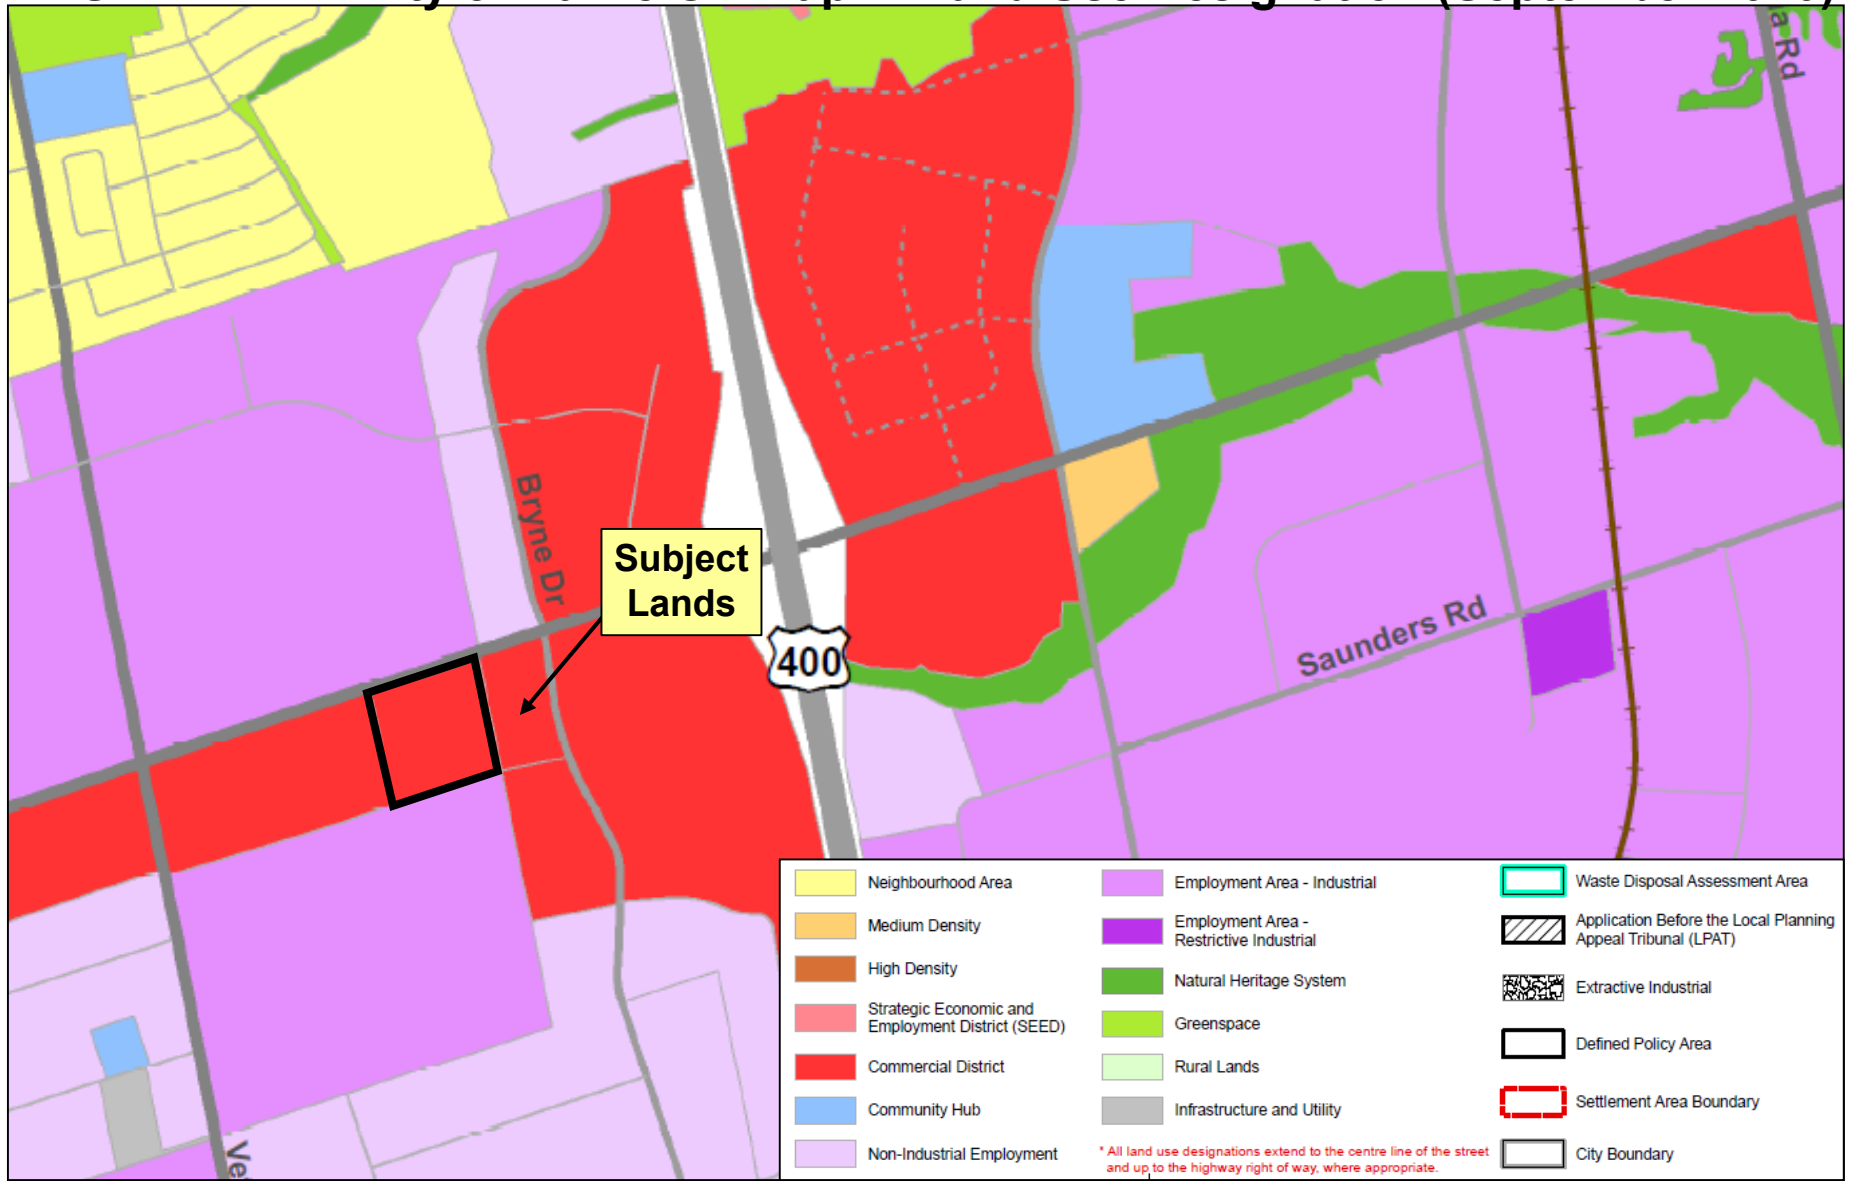 (September 2023)
Rd
Bryne Dr
Subject
Lands
400
Saunders Rd
Neighbourhood Area
Medium Density
High Density
Strategic Economic and
Employment District (SEED)
Commercial District
Community Hub
Non-Industrial Employment
Employment Area - Industrial
Employment Area -
Restrictive Industrial
Natural Heritage System
Greenspace
Rural Lands
Infrastructure and Utility
* All land use designations extend to the centre line of the street
and up to the highway right of way, where appropriate.
Waste Disposal Assessment Area
Application Before the Local Planning
Appeal Tribunal (LPAT)
Extractive Industrial
Defined Policy Area
Settlement Area Boundary
City Boundary